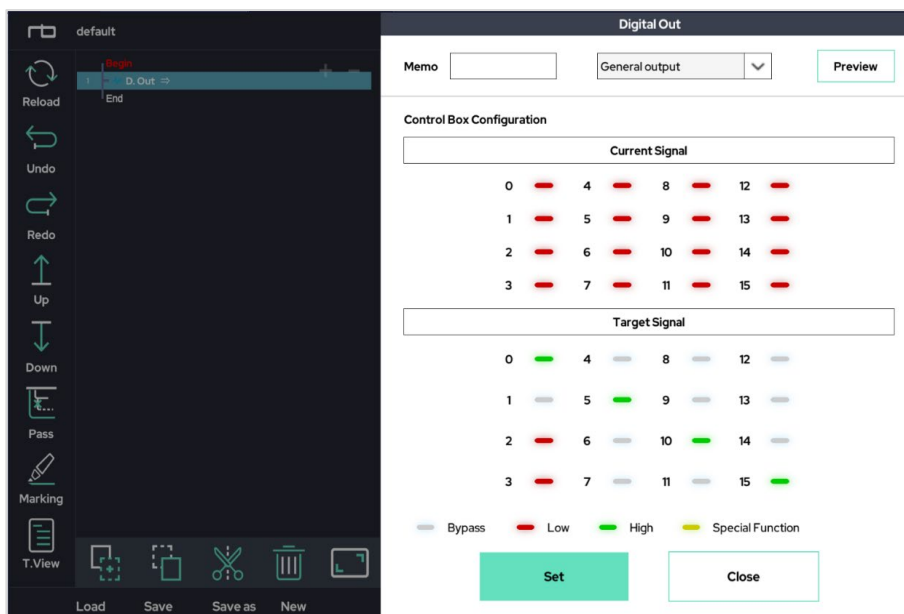 default
Reload
Undo
Redo
Up
Down
Pass
Marking
T.View
Begin
1 D. Out ⇒
End
Load Save Save as New
Digital Out
Memo General output Preview
Control Box Configuration
Current Signal
0 4 8 12
1 5 9 13
2 6 10 14
3 7 11 15
Target Signal
0 4 8 12
1 5 9 13
2 6 10 14
3 7 11 15
Bypass Low High Special Function
Set Close